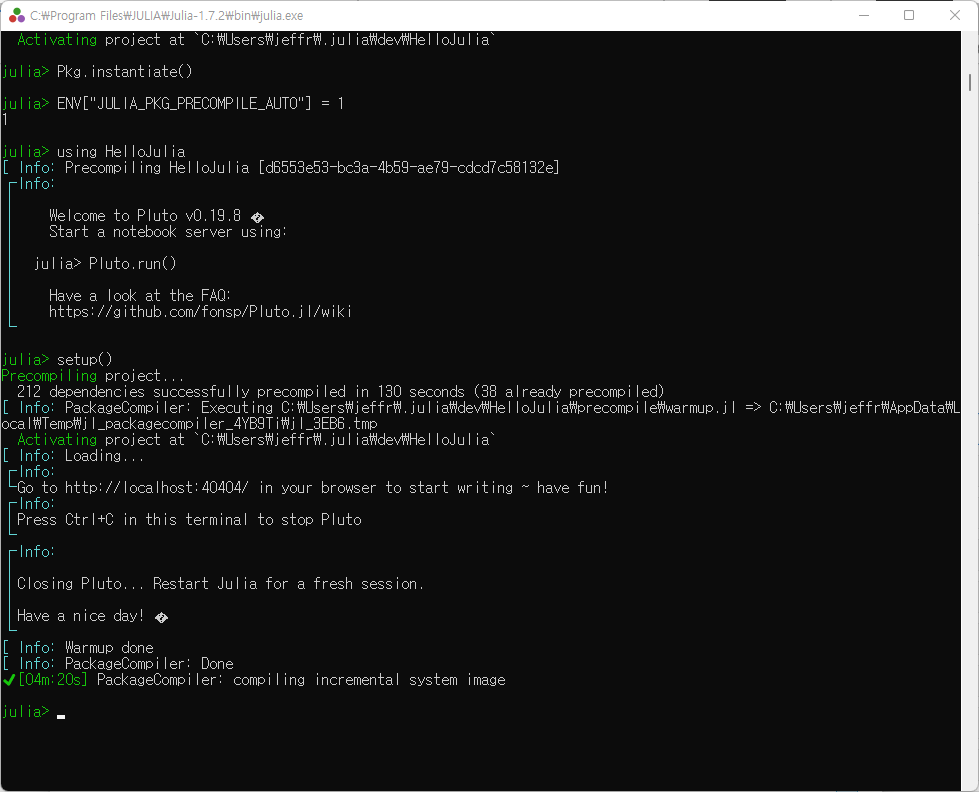 C:₩Program Files₩JULIA₩Julia-1.7.2₩bin₩julia.exe
Activating project at `C:₩Users₩jeffr₩.julia₩dev₩HelloJulia`
julia> Pkg.instantiate()
julia> ENV["JULIA_PKG_PRECOMPILE_AUTO"] = 1
1
julia> using HelloJulia
[ Info: Precompiling HelloJulia [d6553e53-bc3a-4b59-ae79-cdcd7c58132e]
┌ Info:
Welcome to Pluto v0.19.8 �
Start a notebook server using:
julia> Pluto.run()
Have a look at the FAQ:
https://github.com/fonsp/Pluto.jl/wiki
└
julia> setup()
Precompiling project...
212 dependencies successfully precompiled in 130 seconds (38 already precompiled)
[ Info: PackageCompiler: Executing C:₩Users₩jeffr₩.julia₩dev₩HelloJulia₩precompile₩warmup.jl => C:₩Users₩jeffr₩AppData₩L
ocal₩Temp₩jl_packagecompiler_4YB9Ti₩jl_3EB6.tmp
Activating project at `C:₩Users₩jeffr₩.julia₩dev₩HelloJulia`
[ Info: Loading...
┌ Info:
└ Go to http://localhost:40404/ in your browser to start writing ~ have fun!
┌ Info:
│ Press Ctrl+C in this terminal to stop Pluto
└
┌ Info:
Closing Pluto... Restart Julia for a fresh session.
Have a nice day! �
└
[ Info: Warmup done
[ Info: PackageCompiler: Done
✔ [04m:20s] PackageCompiler: compiling incremental system image
julia>